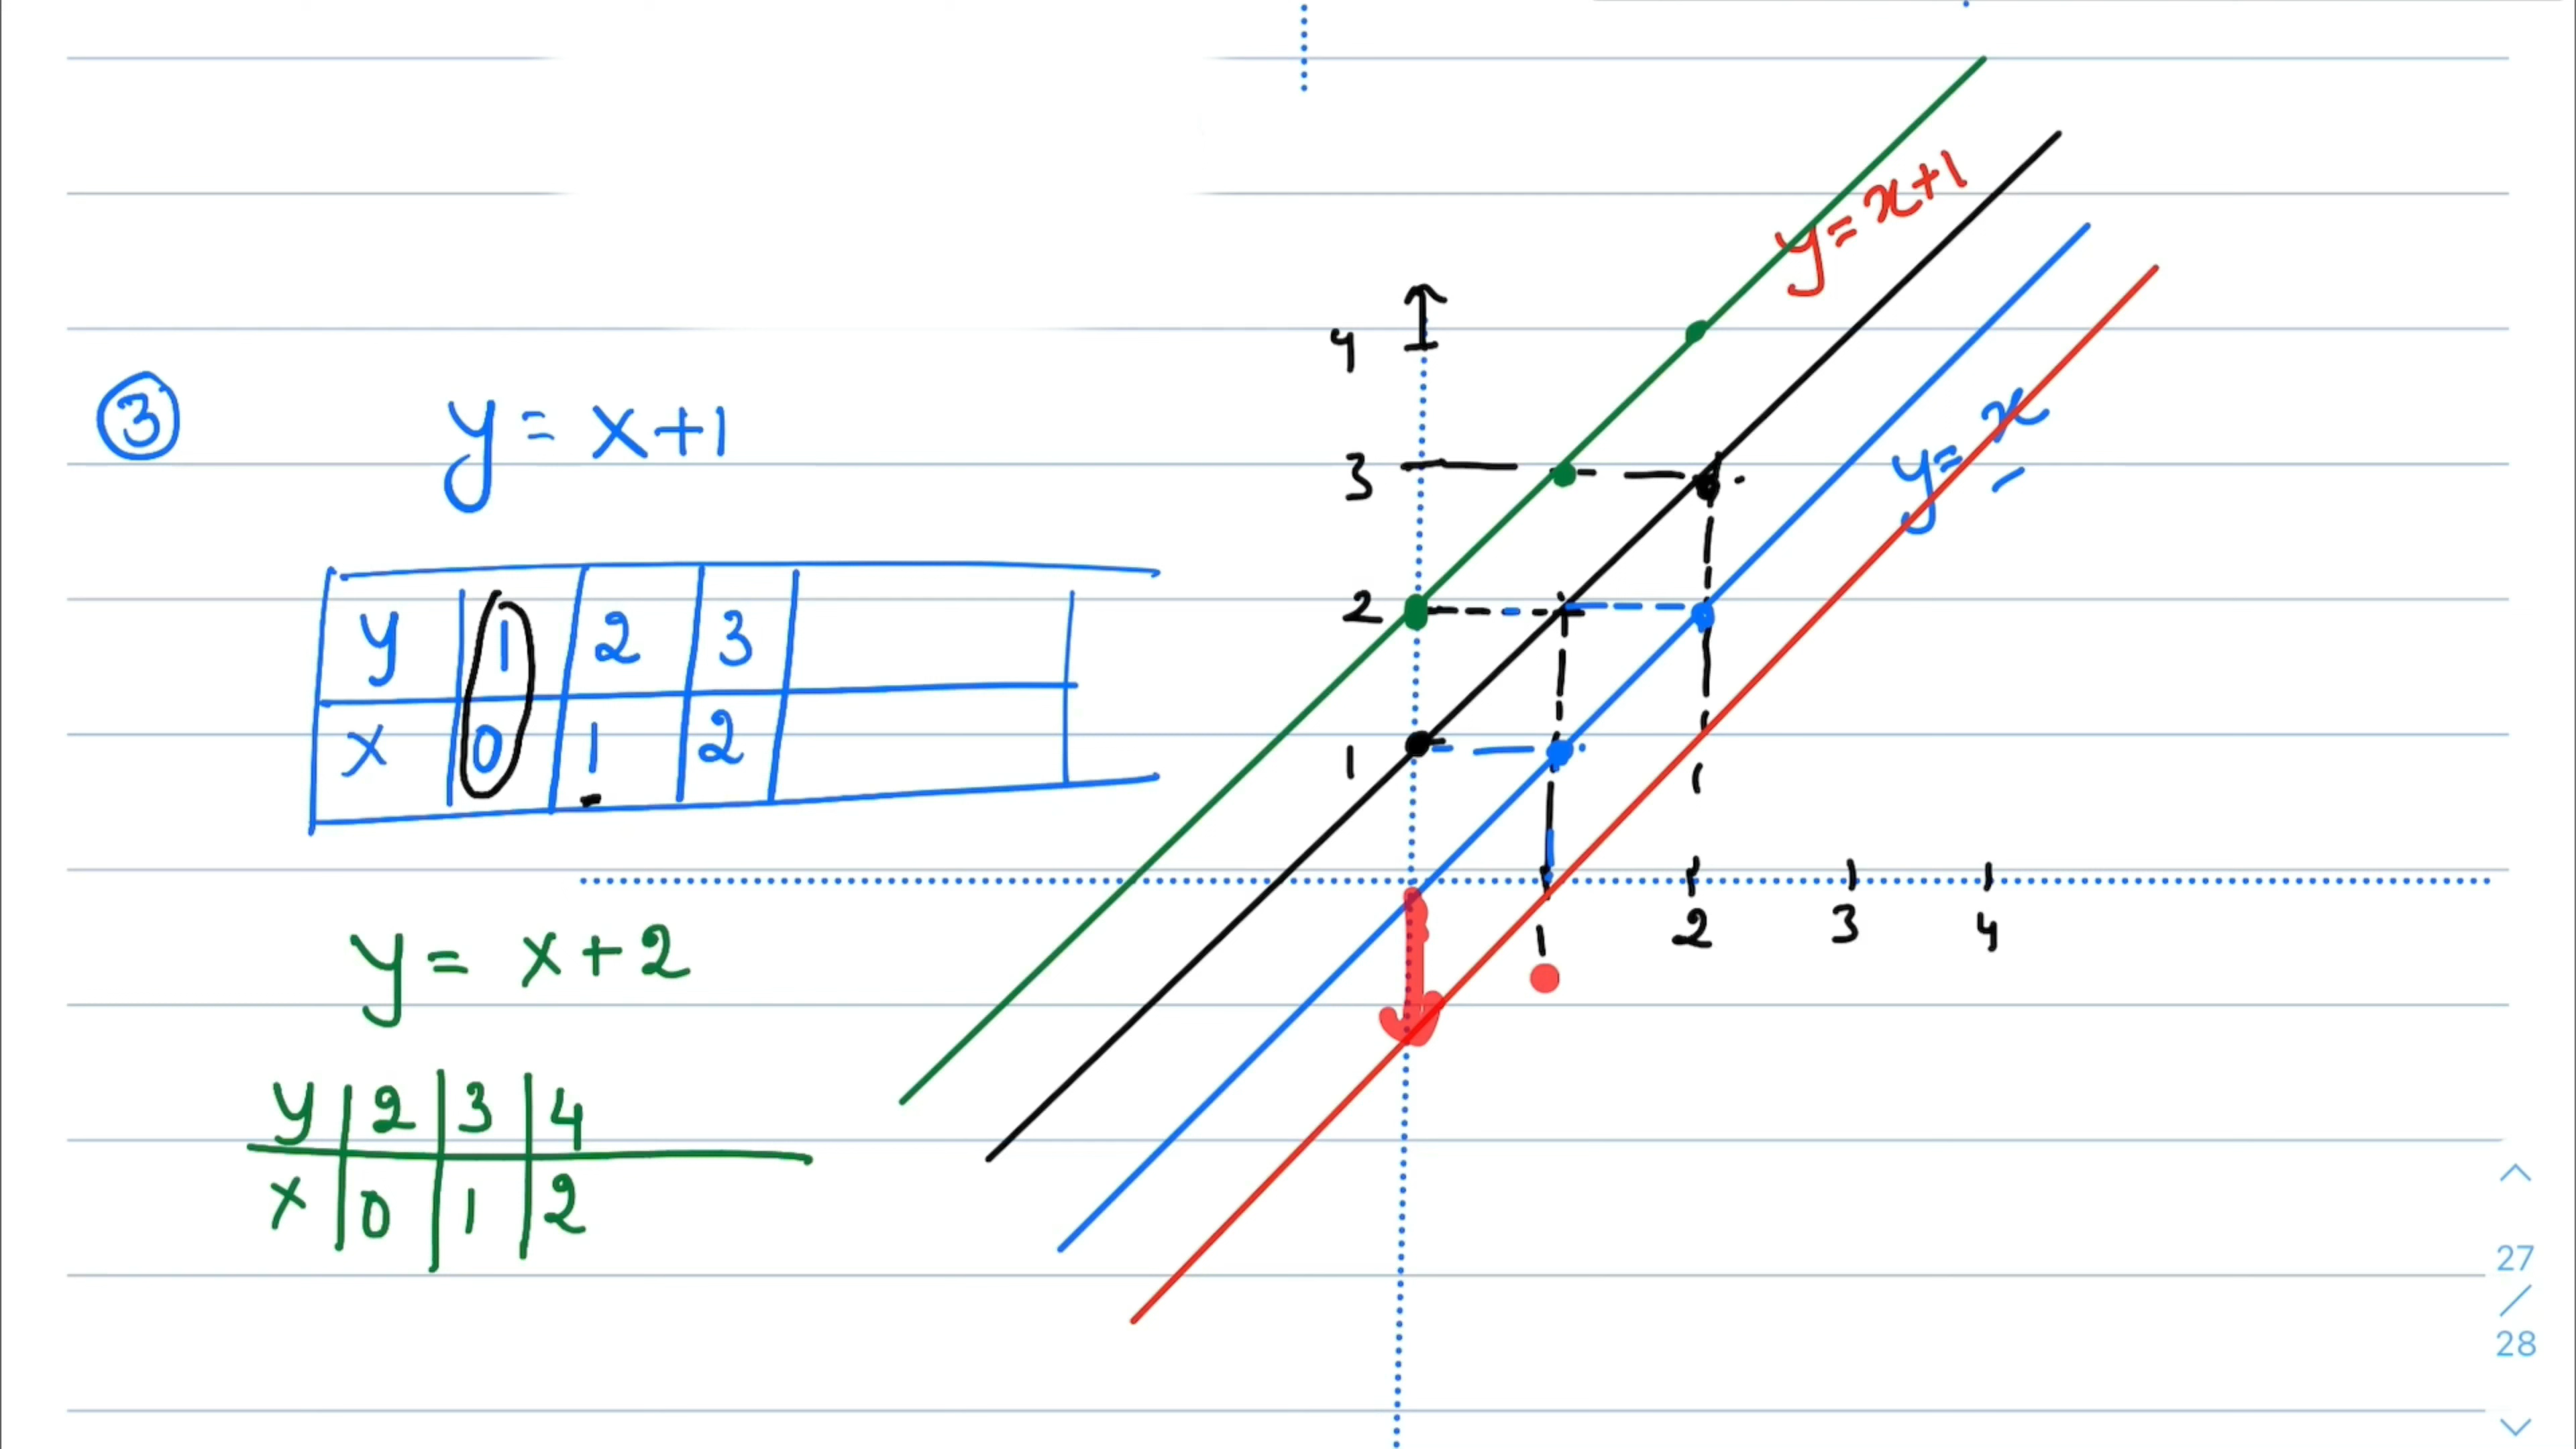 y = x+1
4
③ y = x+1
3
y = x
y 1 2 3
2
x 0 1 2
1
1 2 3 4
y = x+2
y 2 3 4
x 0 1 2
27
/
28